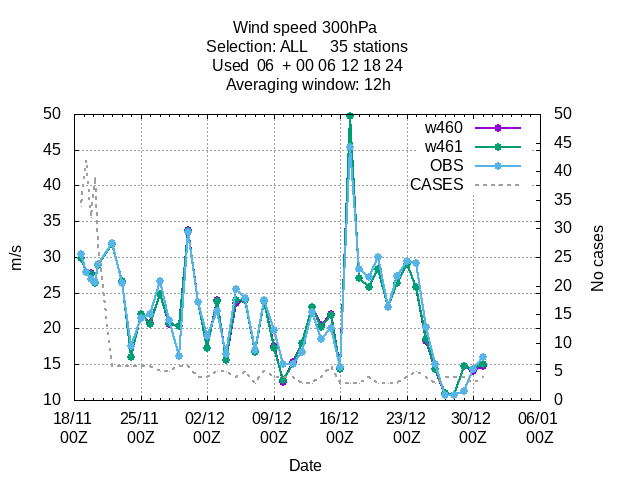 Wind speed 300hPa
Selection: ALL     35 stations
Used  06  + 00 06 12 18 24
Averaging window: 12h
50 50
45 45
40 40
35 35
30 30
25 25
20 20
15 15
10 10
5
0
w460
w461
OBS
CASES
m/s
No cases
18/11 25/11 02/12 09/12 16/12 23/12 30/12 06/01
00Z 00Z 00Z 00Z 00Z 00Z 00Z 00Z
Date